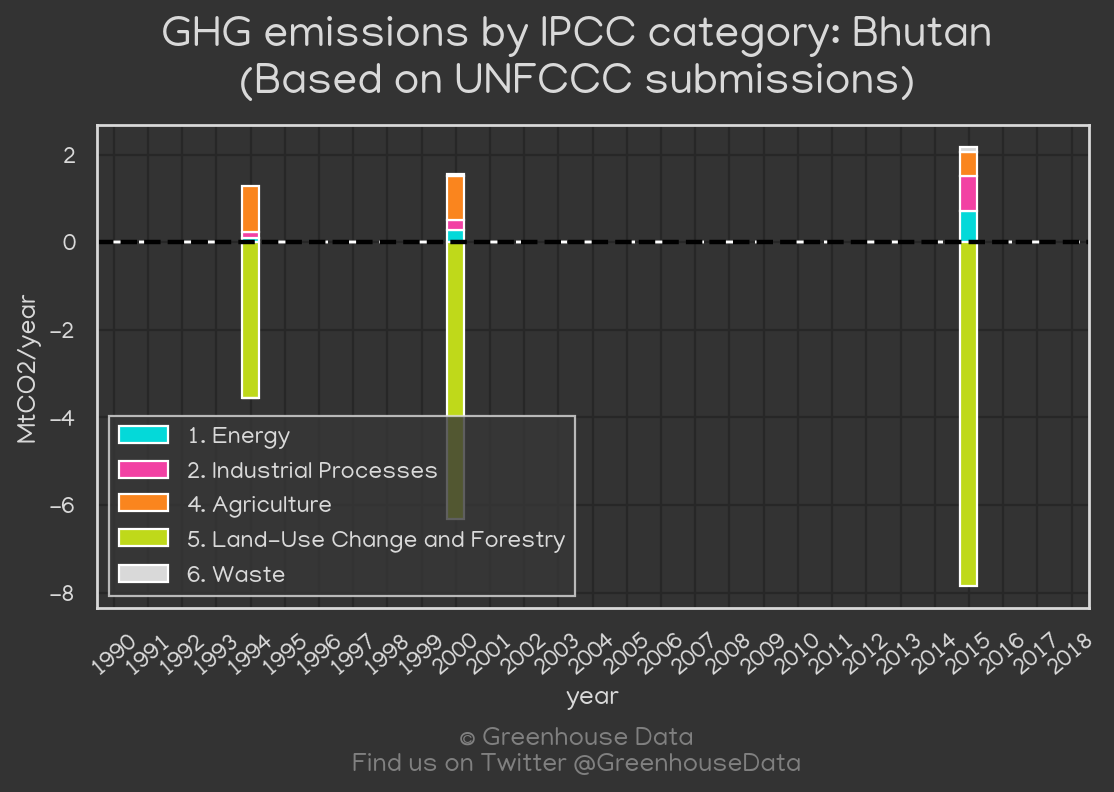 GHG emissions by IPCC category: Bhutan
(Based on UNFCCC submissions)
MtCO2/year
2
0
−2
−4
−6
−8
1. Energy
2. Industrial Processes
4. Agriculture
5. Land−Use Change and Forestry
6. Waste
1990 1991 1992 1993 1994 1995 1996 1997 1998 1999 2000 2001 2002 2003 2004 2005 2006 2007 2008 2009 2010 2011 2012 2013 2014 2015 2016 2017 2018
year
© Greenhouse Data
Find us on Twitter @GreenhouseData